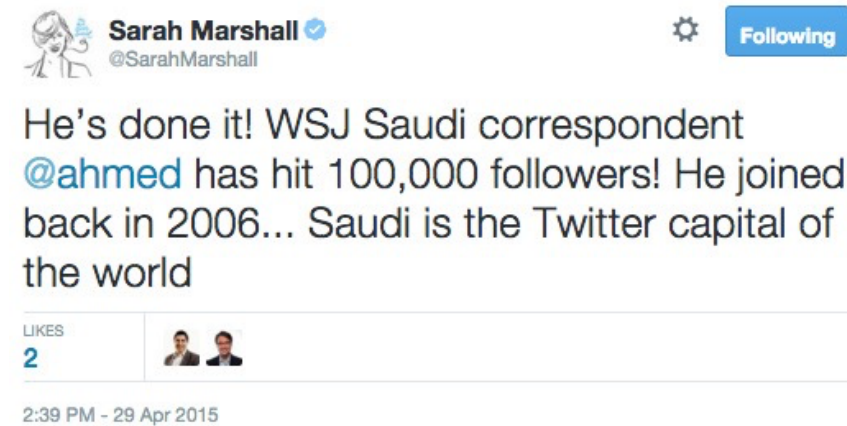 Sarah Marshall
@SarahMarshall
Following
He's done it! WSJ Saudi correspondent
@ahmed has hit 100,000 followers! He joined
back in 2006... Saudi is the Twitter capital of
the world
LIKES
2
2:39 PM - 29 Apr 2015